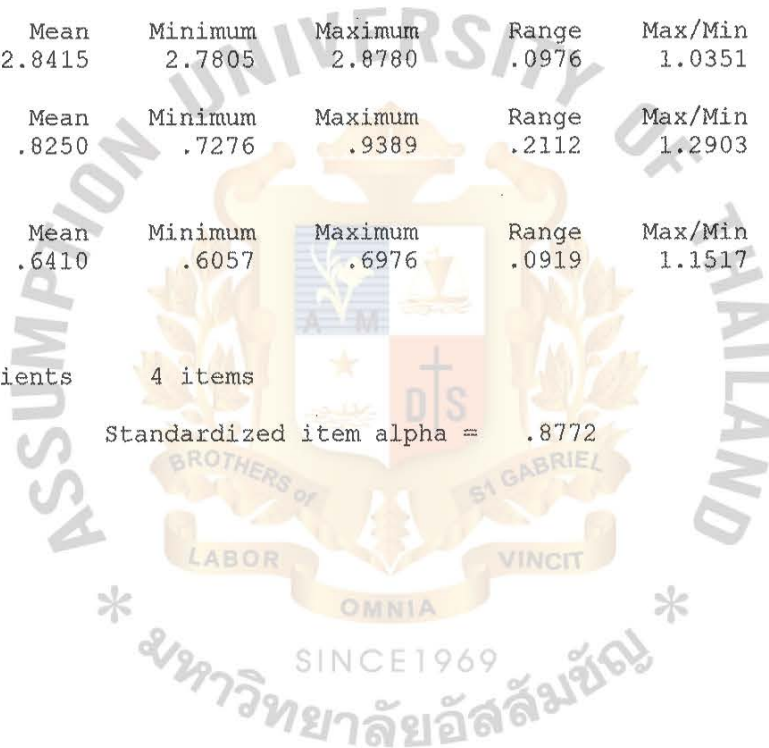 Mean Minimum Maximum Range Max/Min
2.8415 2.7805 2.8780 .0976 1.0351
Mean Minimum Maximum Range Max/Min
.8250 .7276 .9389 .2112 1.2903
Mean Minimum Maximum Range Max/Min
.6410 .6057 .6976 .0919 1.1517
ients 4 items
Standardized item alpha = .8772
ASSUMPTION UNIVERSITY OF THAILAND
A M
D S
BROTHERS of ST GABRIEL
LABOR VINCIT
OMNIA
SINCE 1969
* มหาวิทยาลัยอัสสัมชัญ *